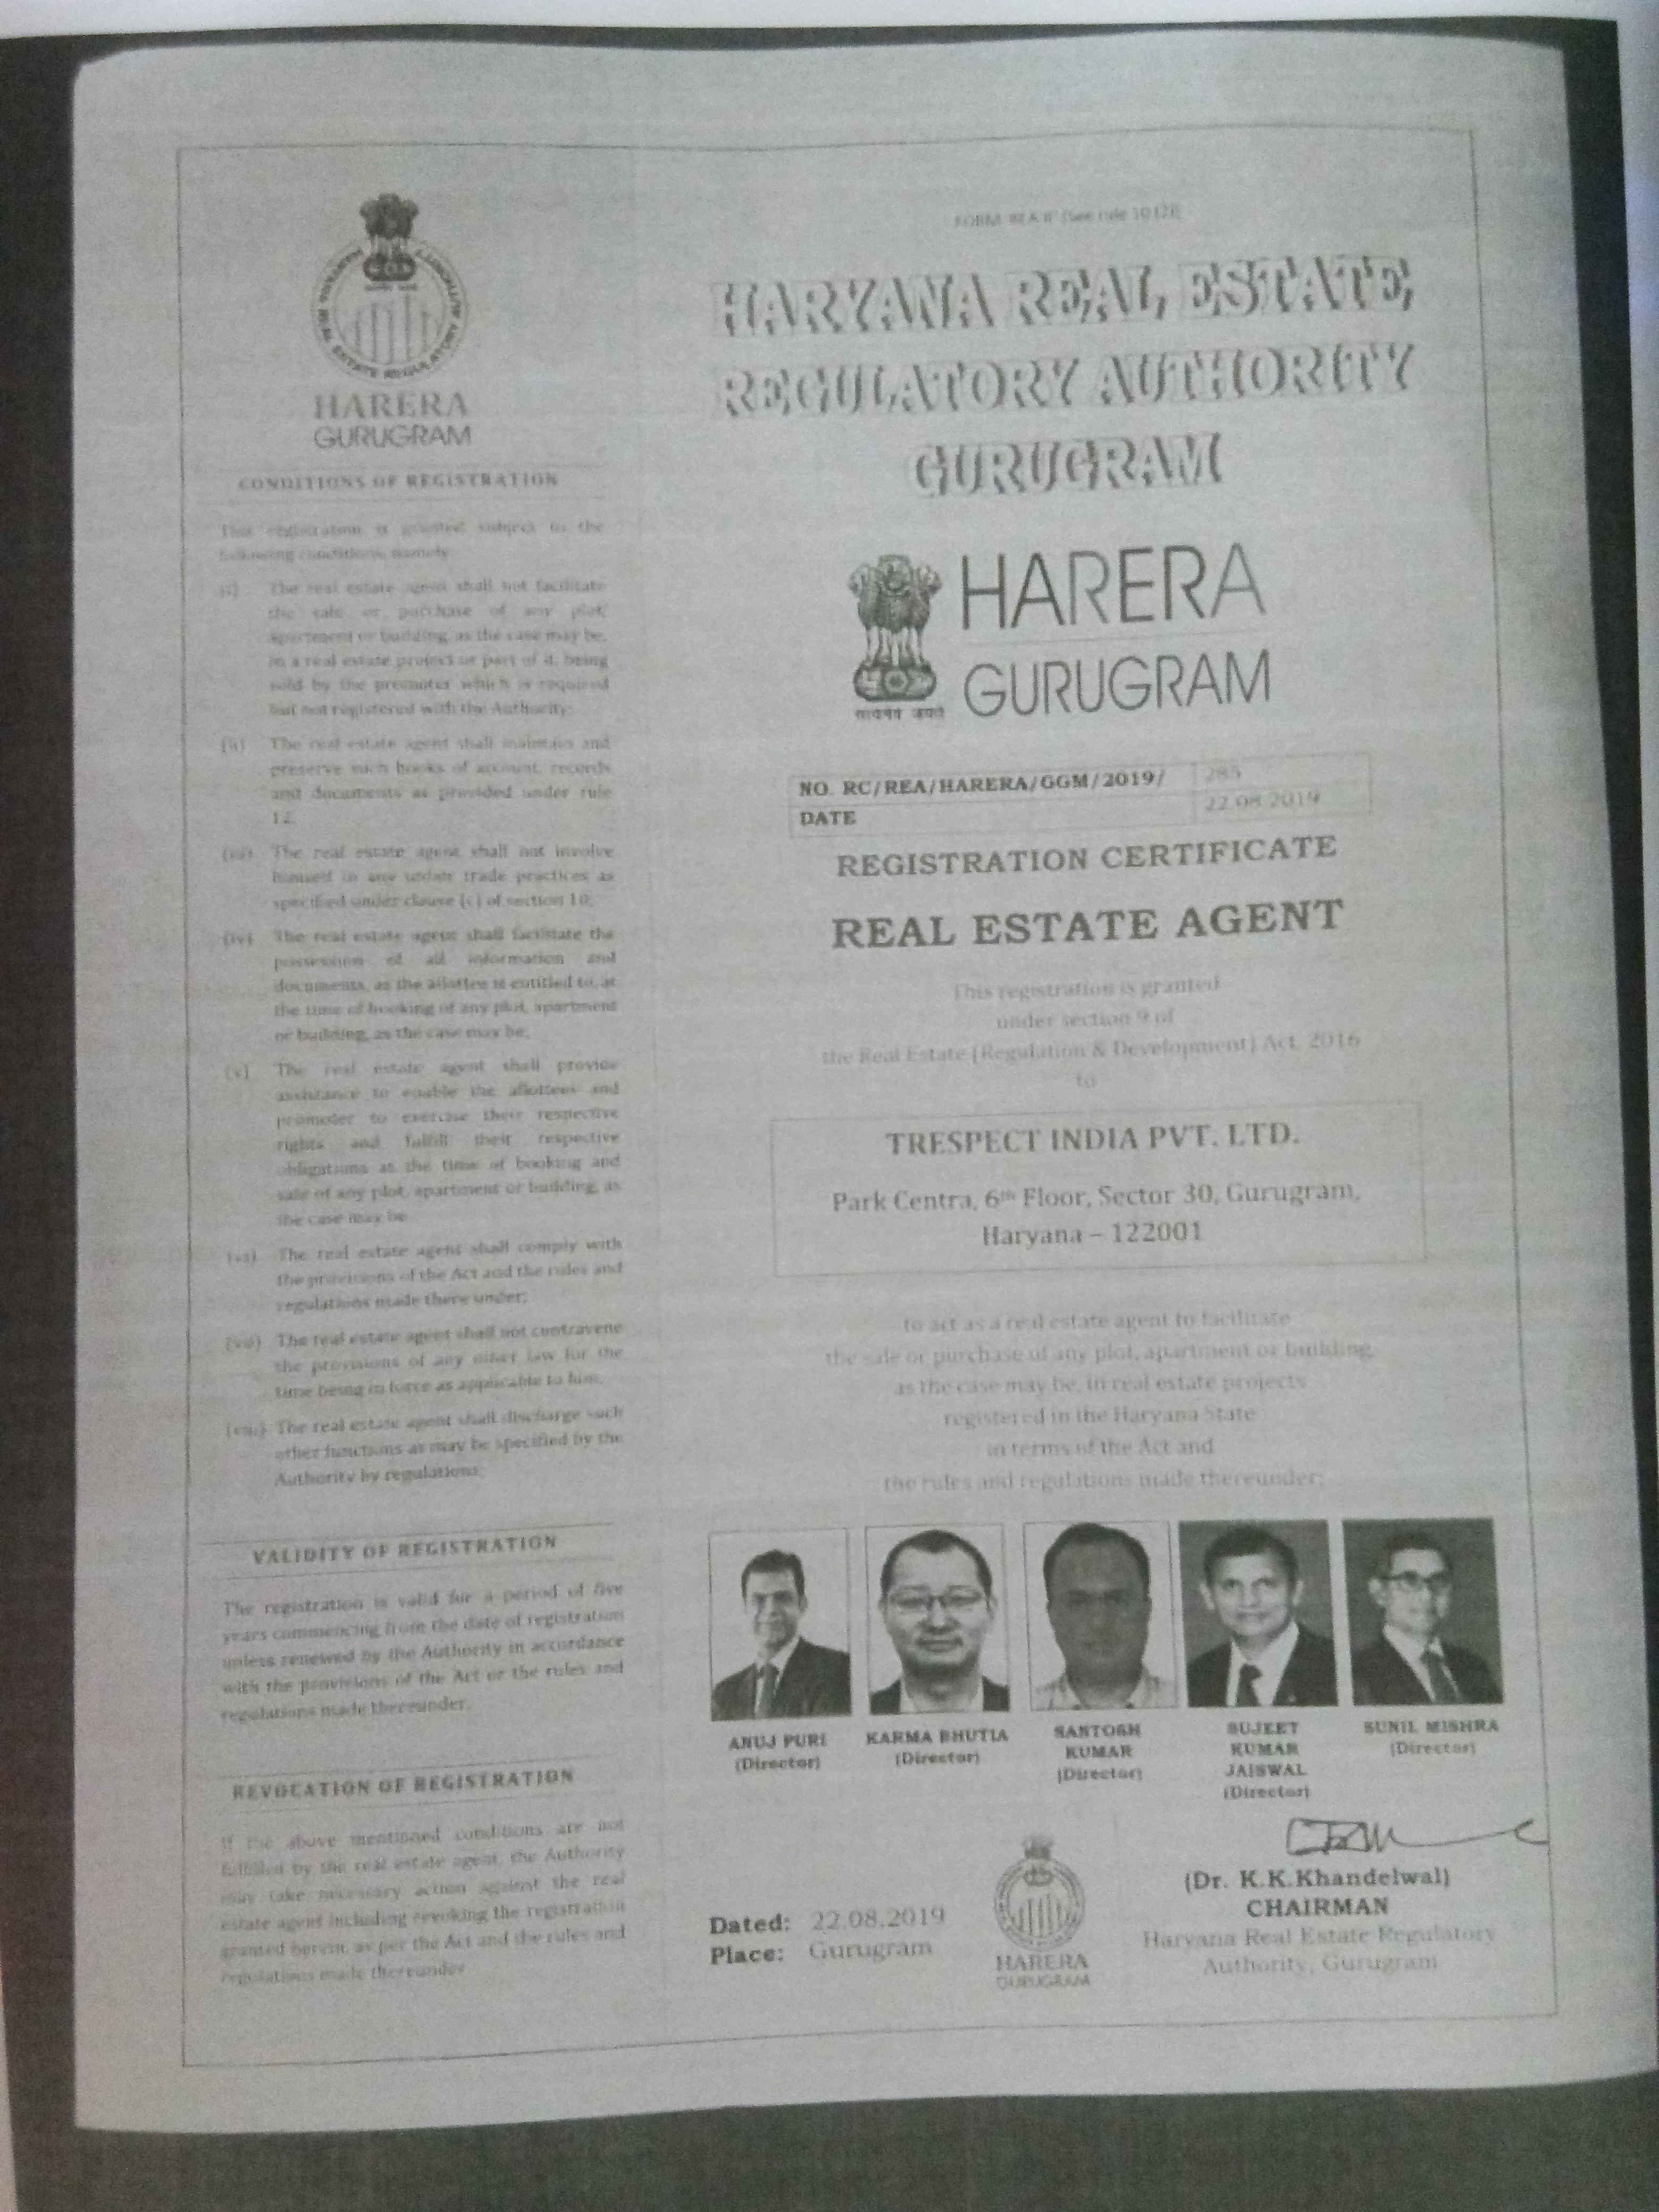 HARYANA REAL ESTATE REGULATORY AUTHORITY
HARERA
GURUGRAM
CONDITIONS OF REGISTRATION
This registration is granted subject to the
following conditions, namely
(i) The real estate agent shall not facilitate
the sale or purchase of any plot,
apartment or building, as the case may be,
in a real estate project or part of it, being
sold by the promoter which is required
but not registered with the Authority;
(ii) The real estate agent shall maintain and
preserve such books of account, records
and documents as provided under rule
12;
(iii) The real estate agent shall not involve
himself in any unfair trade practices as
specified under clause (c) of section 10;
(iv) The real estate agent shall facilitate the
possession of all information and
documents, as the allottee is entitled to, at
the time of booking of any plot, apartment
or building, as the case may be;
(v) The real estate agent shall provide
assistance to enable the allottees and
promoter to exercise their respective
rights and fulfill their respective
obligations at the time of booking and
sale of any plot, apartment or building, as
the case may be.
(vi) The real estate agent shall comply with
the provisions of the Act and the rules and
regulations made there under;
(vii) The real estate agent shall not contravene
the provisions of any other law for the
time being in force as applicable to him;
(viii) The real estate agent shall discharge such
other functions as may be specified by the
Authority by regulations;
VALIDITY OF REGISTRATION
The registration is valid for a period of five
years commencing from the date of registration
unless renewed by the Authority in accordance
with the provisions of the Act or the rules and
regulations made thereunder.
REVOCATION OF REGISTRATION
If the above mentioned conditions are not
fulfilled by the real estate agent, the Authority
may take necessary action against the real
estate agent including revoking the registration
granted herein, as per the Act and the rules and
regulations made thereunder
FORM 'REA-II' [See rule 10 (2)]
HARYANA REAL ESTATE
REGULATORY AUTHORITY
GURUGRAM
HARERA
GURUGRAM
सत्यमेव जयते
NO. RC/REA/HARERA/GGM/2019/ 285
DATE 22.08.2019
REGISTRATION CERTIFICATE
REAL ESTATE AGENT
This registration is granted
under section 9 of
the Real Estate (Regulation & Development) Act, 2016
to
TRESPECT INDIA PVT. LTD.
Park Centra, 6th Floor, Sector 30, Gurugram,
Haryana – 122001
to act as a real estate agent to facilitate
the sale or purchase of any plot, apartment or building,
as the case may be, in real estate projects
registered in the Haryana State
in terms of the Act and
the rules and regulations made thereunder;
ANUJ PURI
(Director)
KARMA BHUTIA
(Director)
SANTOSH
KUMAR
(Director)
SUJEET
KUMAR
JAISWAL
(Director)
SUNIL MISHRA
(Director)
Dated: 22.08.2019
Place: Gurugram
HARERA
GURUGRAM
(Dr. K.K.Khandelwal)
CHAIRMAN
Haryana Real Estate Regulatory
Authority, Gurugram